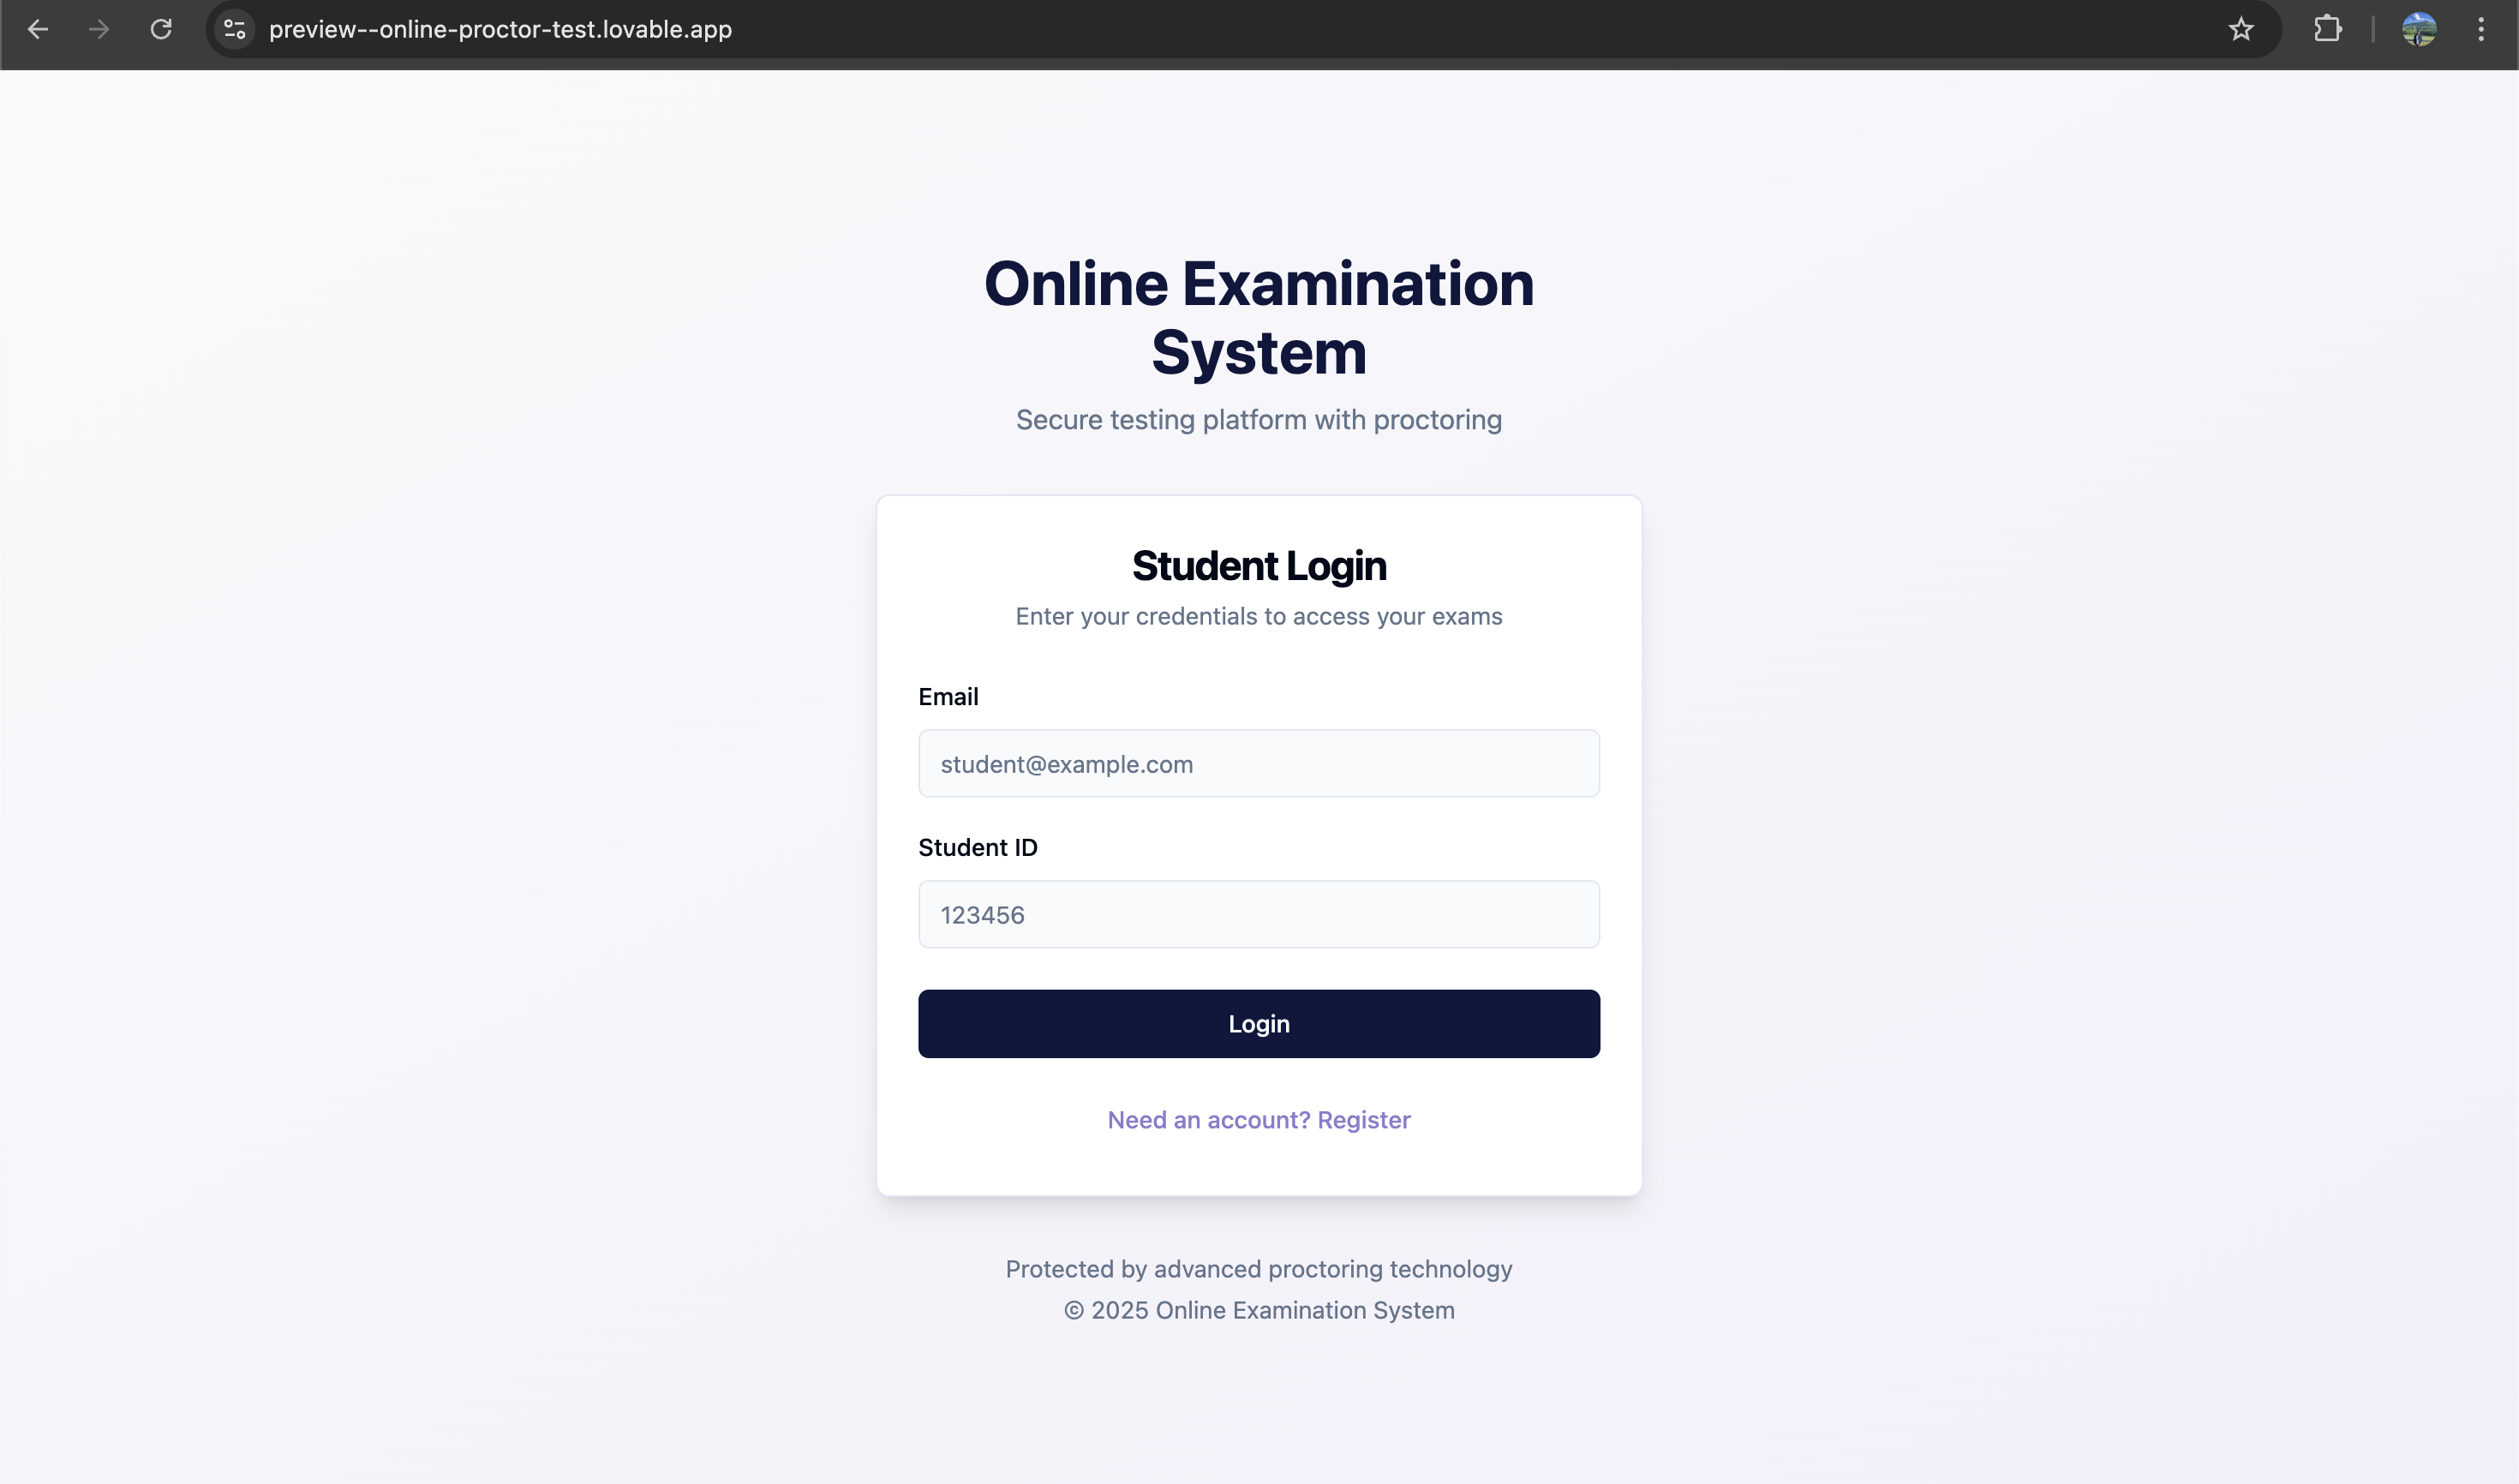 preview--online-proctor-test.lovable.app
Online Examination
System
Secure testing platform with proctoring
Student Login
Enter your credentials to access your exams
Email
student@example.com
Student ID
123456
Login
Need an account? Register
Protected by advanced proctoring technology
© 2025 Online Examination System